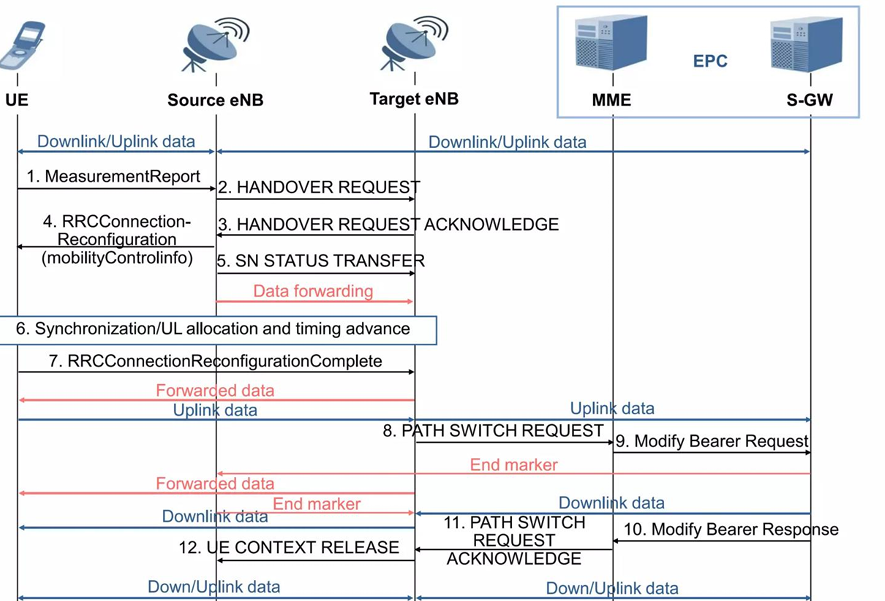 EPC
UE
Source eNB
Target eNB
MME
S-GW
Downlink/Uplink data
Downlink/Uplink data
1. MeasurementReport
2. HANDOVER REQUEST
4. RRCConnection-
Reconfiguration
(mobilityControlinfo)
3. HANDOVER REQUEST ACKNOWLEDGE
5. SN STATUS TRANSFER
Data forwarding
6. Synchronization/UL allocation and timing advance
7. RRCConnectionReconfigurationComplete
Forwarded data
Uplink data
Uplink data
8. PATH SWITCH REQUEST
9. Modify Bearer Request
End marker
Forwarded data
End marker
Downlink data
Downlink data
11. PATH SWITCH
REQUEST
ACKNOWLEDGE
10. Modify Bearer Response
12. UE CONTEXT RELEASE
Down/Uplink data
Down/Uplink data